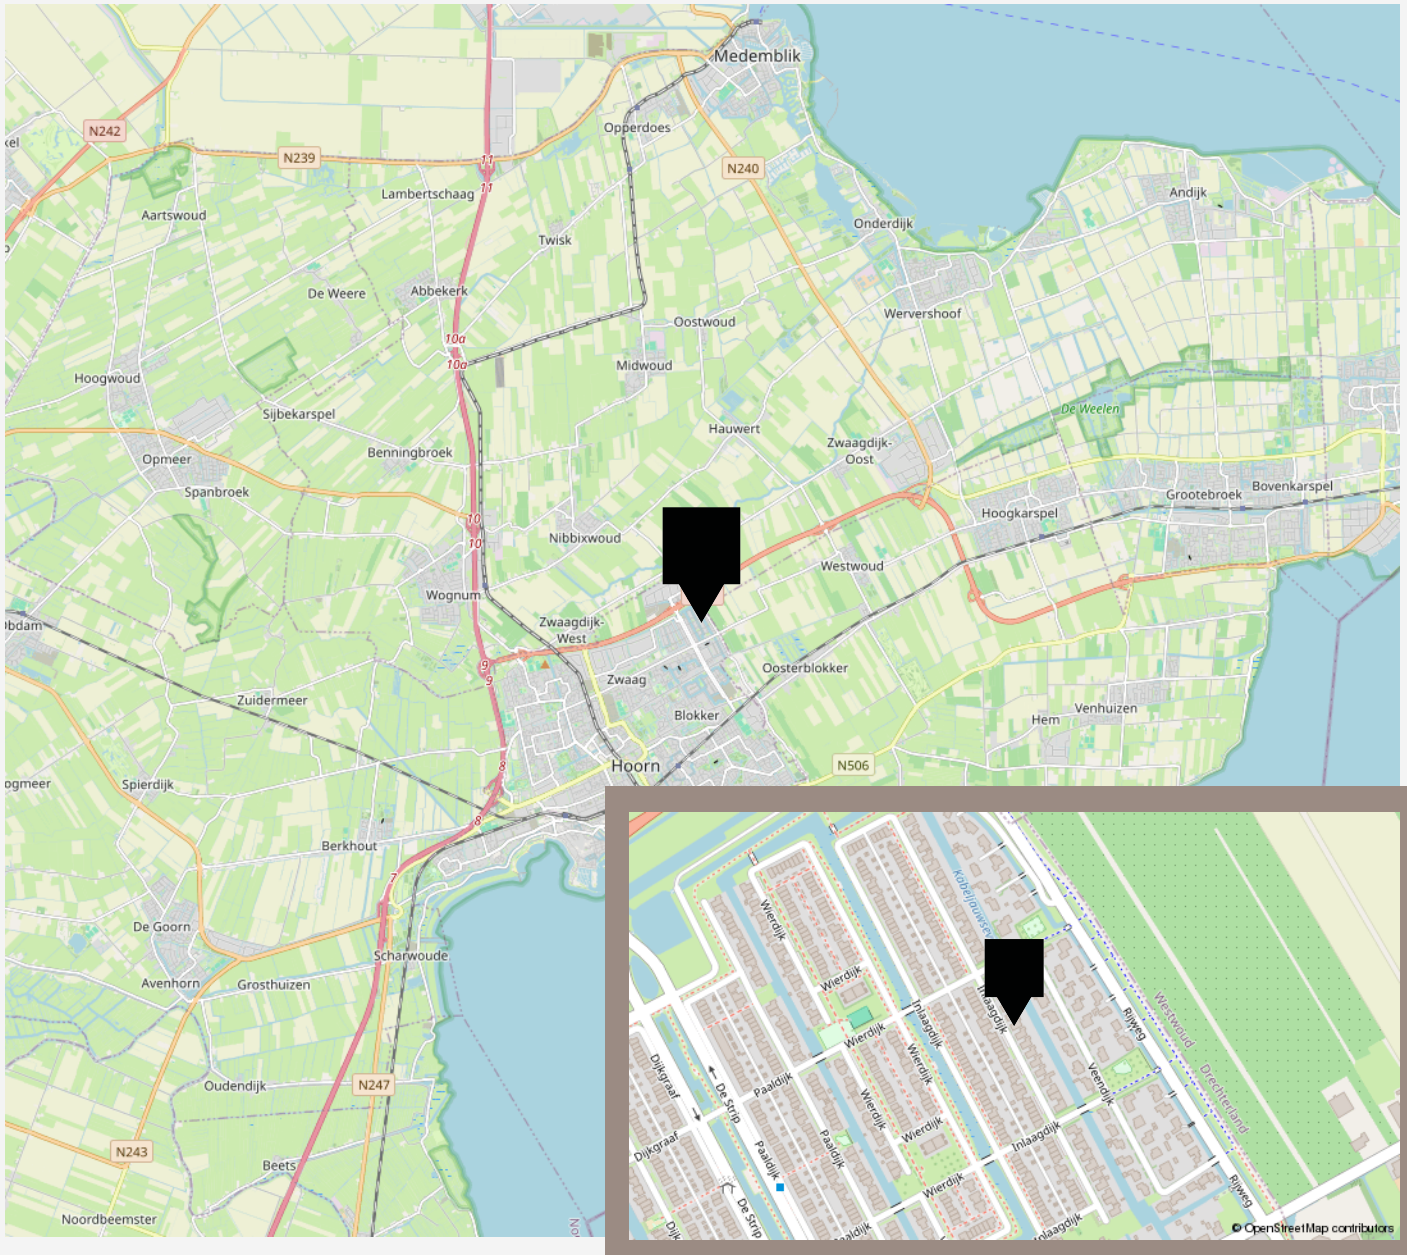 Medemblik
N242
Opperdoes
N239
11
N240
11
Lambertschaag
Andijk
Aartswoud
Onderdijk
Twisk
De Weere
Abbekerk
Wervershoof
Oostwoud
10a
10a
Midwoud
Hoogwoud
De Weelen
Sijbekarspel
Hauwert
Zwaagdijk-
Oost
Benningbroek
Opmeer
Spanbroek
Bovenkarspel
Grootebroek
Hoogkarspel
10
10
Nibbixwoud
Westwoud
Wognum
Zwaagdijk-
West
Obdam
9
9
Oosterblokker
Zwaag
Zuidermeer
Venhuizen
Blokker
Hem
Hoorn
N506
8
ogmeer
Spierdijk
8
Berkhout
7
De Goorn
Scharwoude
Avenhorn
Grosthuizen
Oudendijk
N247
N243
Beets
Noordbeemster
Wierdijk
Wierdijk
Inlaagdijk
Inlaagdijk
Westwoud
Drechterland
Rijweg
Wierdijk
Wierdijk
Dijkgraaf
De Strip
Paaldijk
Veendijk
Wierdijk
Wierdijk
Inlaagdijk
Dijkgraaf
Paaldijk
Paaldijk
Wierdijk
Rijweg
De Strip
Inlaagdijk
aaldijk
© OpenStreetMap contributors